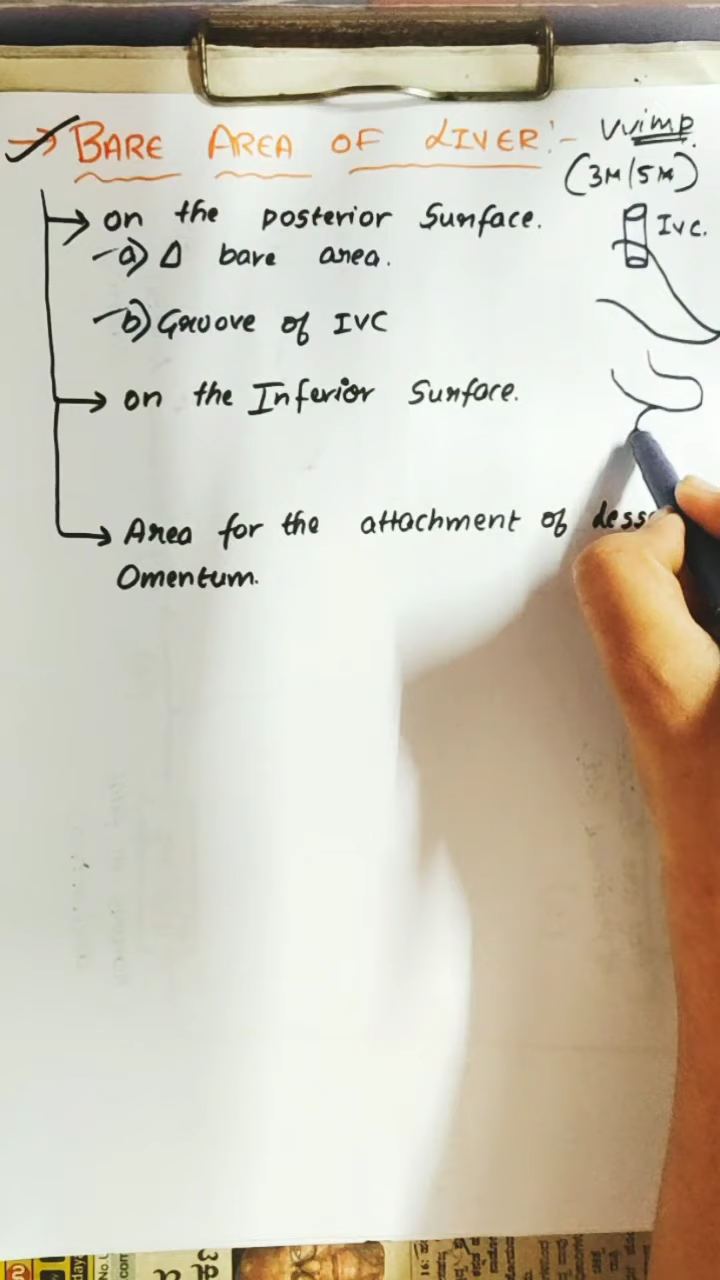 → BARE AREA OF LIVER:- VVimp.
(3M/5M)
→ on the posterior Surface.
IVC.
-a) Δ bare area.
-b) Groove of IVC
→ on the Inferior Surface.
→ Area for the attachment of
Omentum.